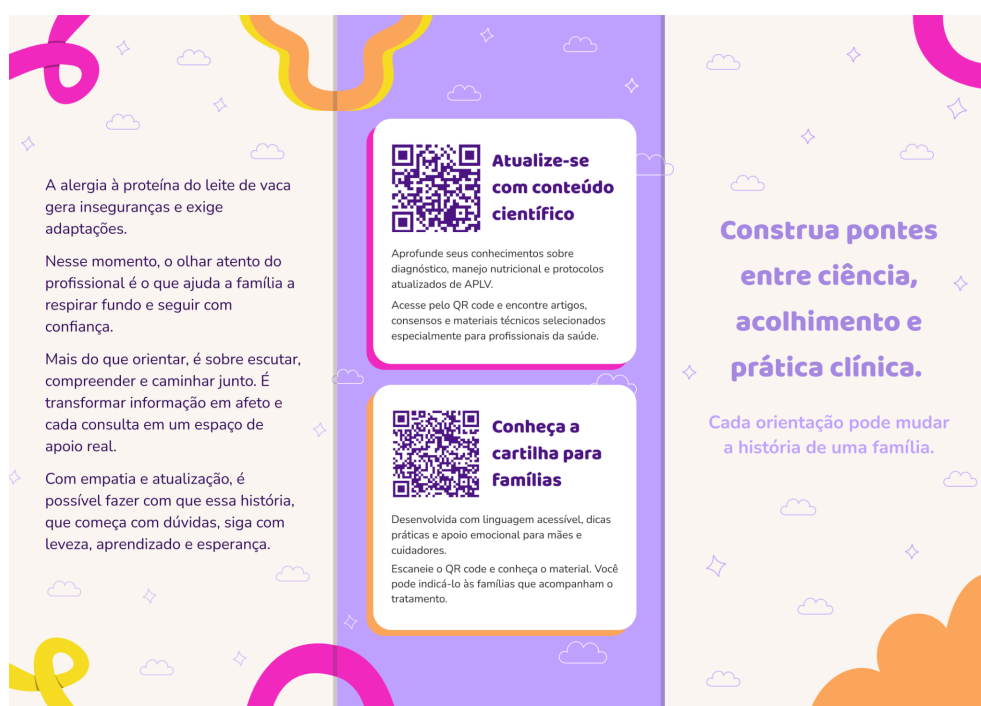 A alergia à proteína do leite de vaca
gera inseguranças e exige
adaptações.
Nesse momento, o olhar atento do
profissional é o que ajuda a família a
respirar fundo e seguir com
confiança.
Mais do que orientar, é sobre escutar,
compreender e caminhar junto. É
transformar informação em afeto e
cada consulta em um espaço de
apoio real.
Com empatia e atualização, é
possível fazer com que essa história,
que começa com dúvidas, siga com
leveza, aprendizado e esperança.
Atualize-se
com conteúdo
científico
Aprofunde seus conhecimentos sobre
diagnóstico, manejo nutricional e protocolos
atualizados de APLV.
Acesse pelo QR code e encontre artigos,
consensos e materiais técnicos selecionados
especialmente para profissionais da saúde.
Conheça a
cartilha para
famílias
Desenvolvida com linguagem acessível, dicas
práticas e apoio emocional para mães e
cuidadores.
Escaneie o QR code e conheça o material. Você
pode indicá-lo às famílias que acompanham o
tratamento.
Construa pontes
entre ciência,
acolhimento e
prática clínica.
Cada orientação pode mudar
a história de uma família.